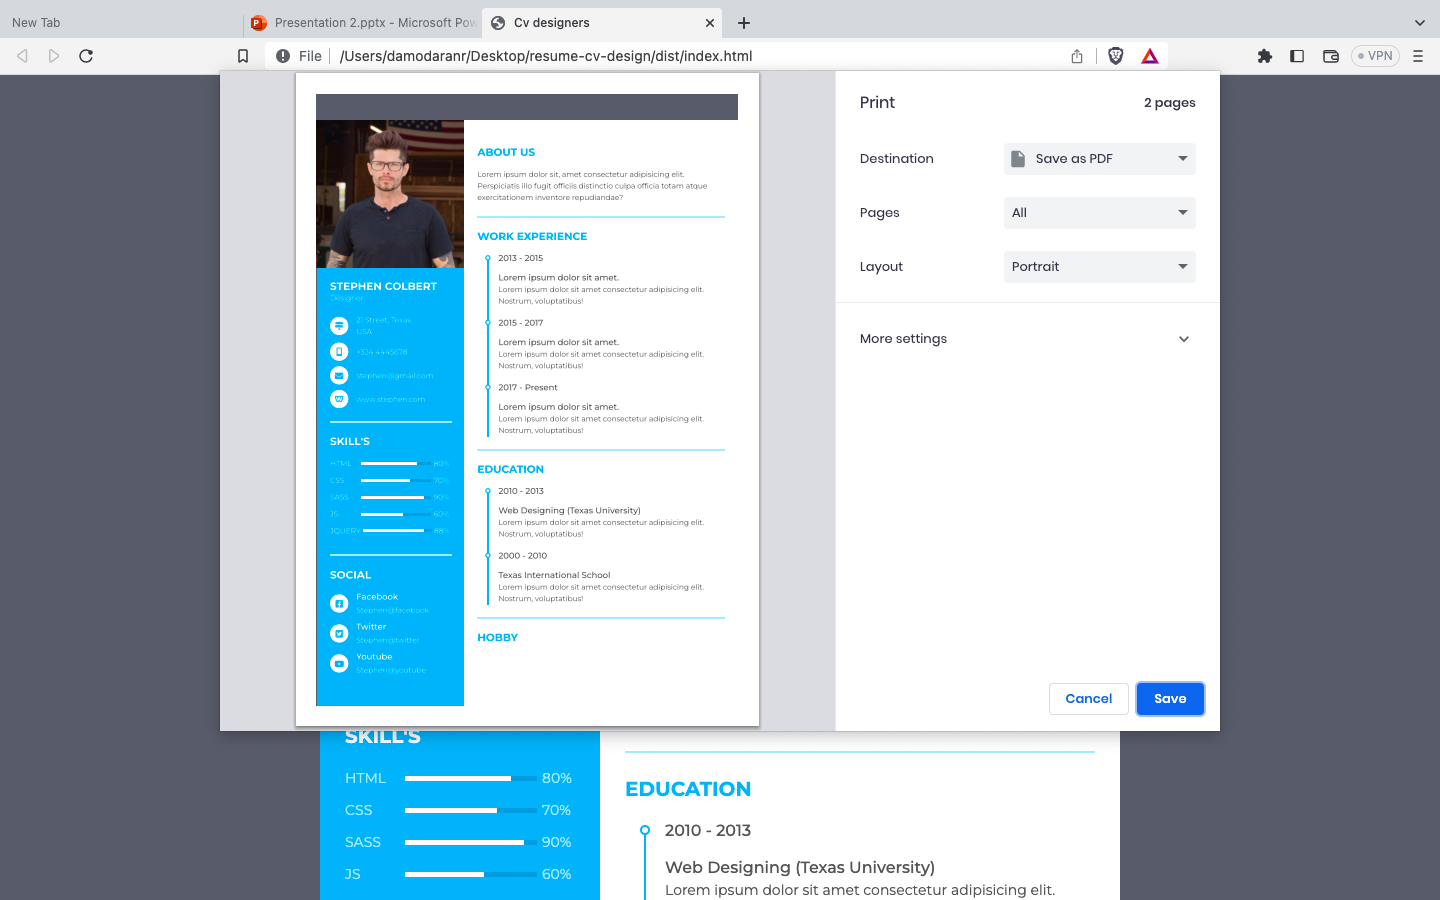 New Tab
Presentation 2.pptx - Microsoft Pow
Cv designers
File
/Users/damodaranr/Desktop/resume-cv-design/dist/index.html
VPN
ABOUT US
Lorem ipsum dolor sit, amet consectetur adipisicing elit.
Perspiciatis illo fugit officiis distinctio culpa officia totam atque
exercitationem inventore repudiandae?
WORK EXPERIENCE
2013 - 2015
Lorem ipsum dolor sit amet.
Lorem ipsum dolor sit amet consectetur adipisicing elit.
Nostrum, voluptatibus!
2015 - 2017
Lorem ipsum dolor sit amet.
Lorem ipsum dolor sit amet consectetur adipisicing elit.
Nostrum, voluptatibus!
2017 - Present
Lorem ipsum dolor sit amet.
Lorem ipsum dolor sit amet consectetur adipisicing elit.
Nostrum, voluptatibus!
EDUCATION
2010 - 2013
Web Designing (Texas University)
Lorem ipsum dolor sit amet consectetur adipisicing elit.
Nostrum, voluptatibus!
2000 - 2010
Texas International School
Lorem ipsum dolor sit amet consectetur adipisicing elit.
Nostrum, voluptatibus!
HOBBY
STEPHEN COLBERT
Designer
21 Street, Texas
USA
+324 4445678
stephen@gmail.com
www.stephen.com
SKILL'S
HTML 80%
CSS 70%
SASS 90%
JS 60%
JQUERY 88%
SOCIAL
Facebook
Stephen@facebook
Twitter
Stephen@twitter
Youtube
Stephen@youtube
Print
2 pages
Destination
Save as PDF
Pages
All
Layout
Portrait
More settings
Cancel
Save
SKILL'S
HTML 80%
CSS 70%
SASS 90%
JS 60%
EDUCATION
2010 - 2013
Web Designing (Texas University)
Lorem ipsum dolor sit amet consectetur adipisicing elit.